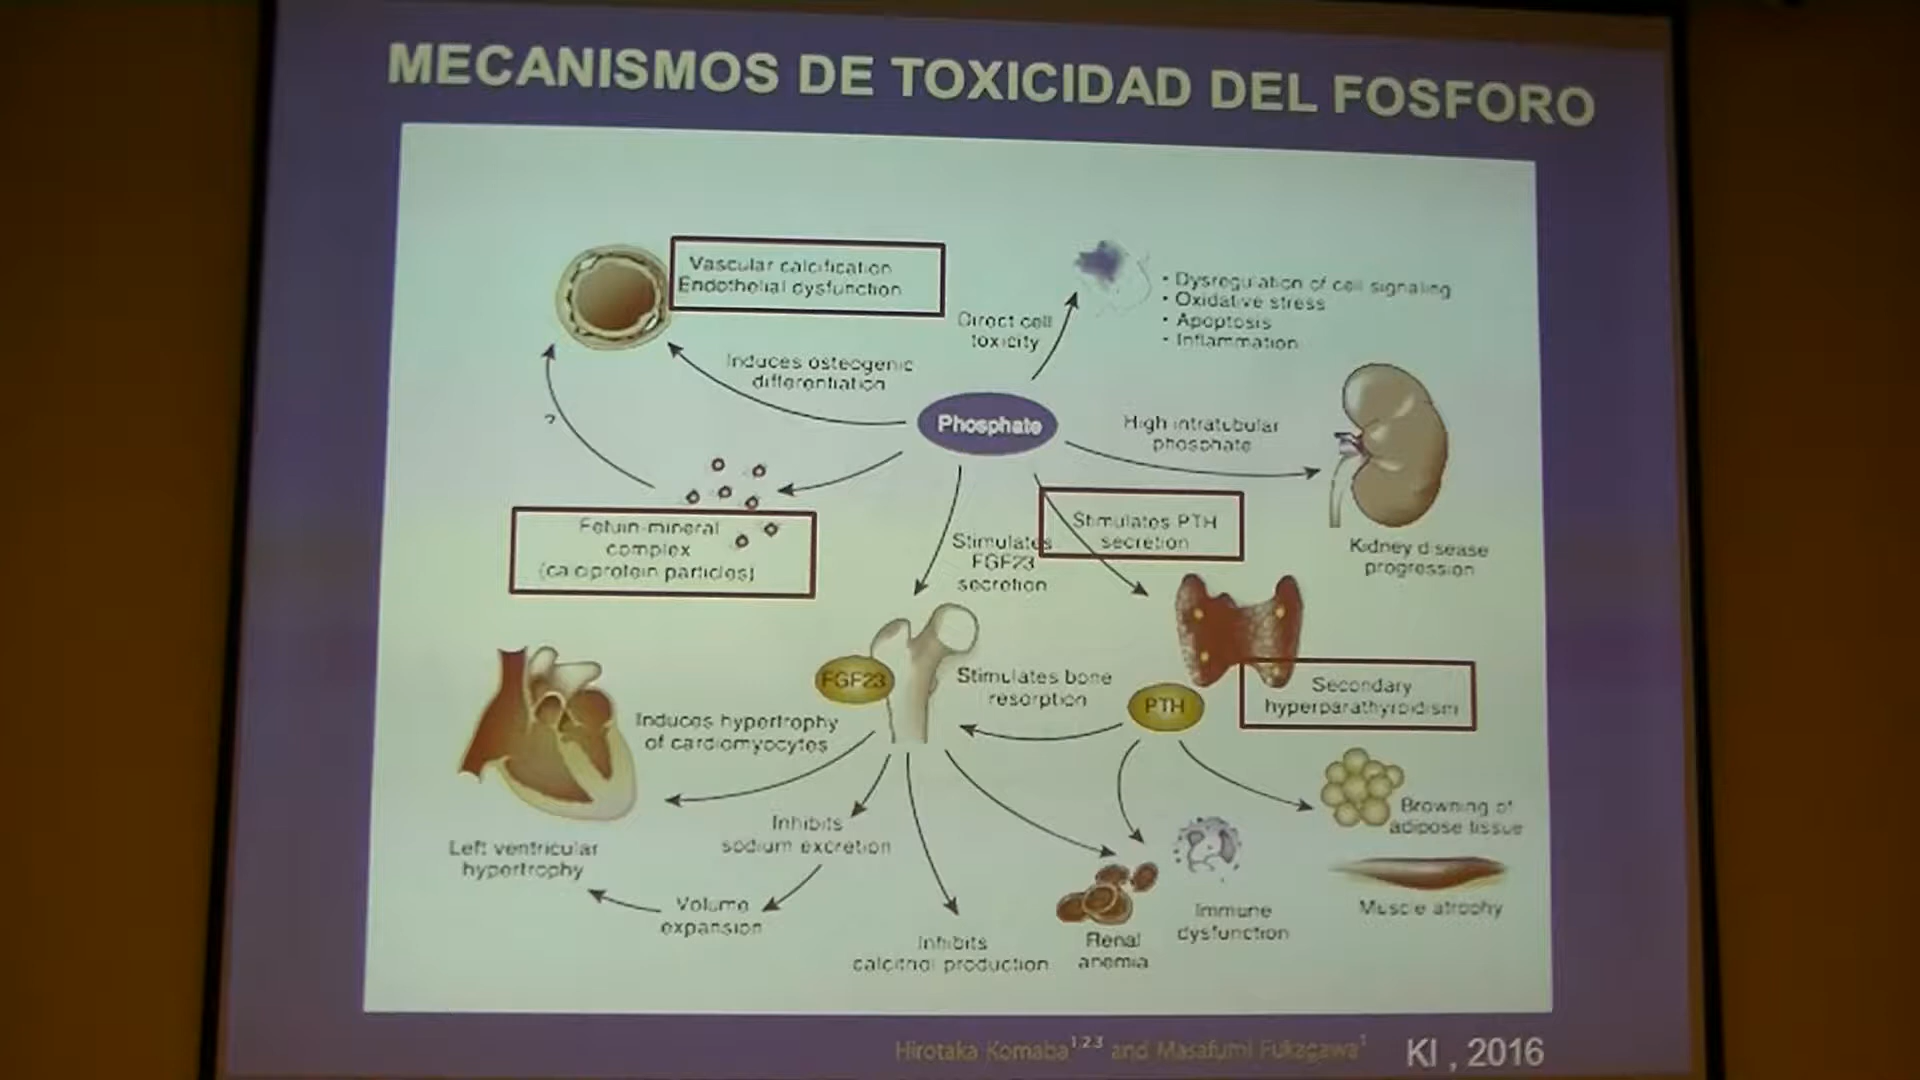 MECANISMOS DE TOXICIDAD DEL FOSFORO
Vascular calcification
Endothelial dysfunction
Direct cell
toxicity
• Dysregulation of cell signaling
• Oxidative stress
• Apoptosis
• Inflammation
Induces osteogenic
differentiation
?
Phosphate
High intratubular
phosphate
Kidney disease
progression
Fetuin-mineral
complex
(calciprotein particles)
Stimulates
FGF23
secretion
Stimulates PTH
secretion
FGF23
Stimulates bone
resorption
PTH
Secondary
hyperparathyroidism
Induces hypertrophy
of cardiomyocytes
Left ventricular
hypertrophy
Inhibits
sodium excretion
Volume
expansion
Inhibits
calcitriol production
Renal
anemia
Immune
dysfunction
Browning of
adipose tissue
Muscle atrophy
Hirotaka Komaba1,2,3 and Masafumi Fukagawa1
KI , 2016